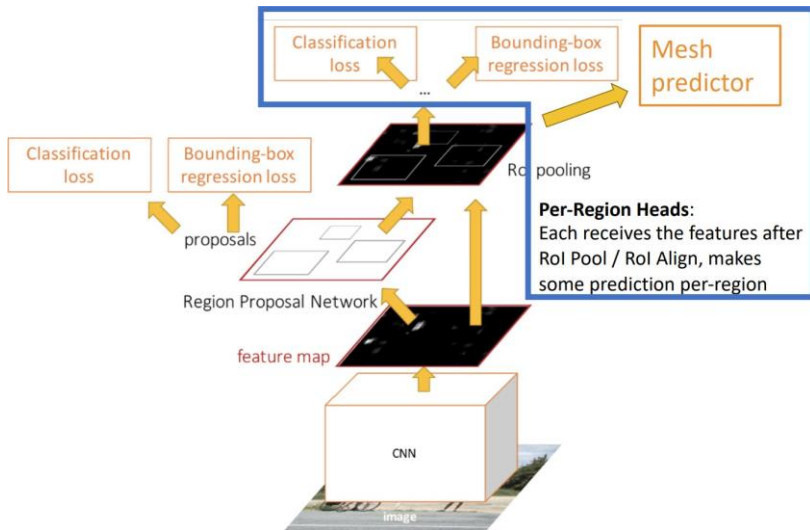 Classification
loss
Bounding-box
regression loss
Mesh
predictor
...
Classification
loss
Bounding-box
regression loss
RoI pooling
proposals
Per-Region Heads:
Each receives the features after
RoI Pool / RoI Align, makes
some prediction per-region
Region Proposal Network
feature map
CNN
image